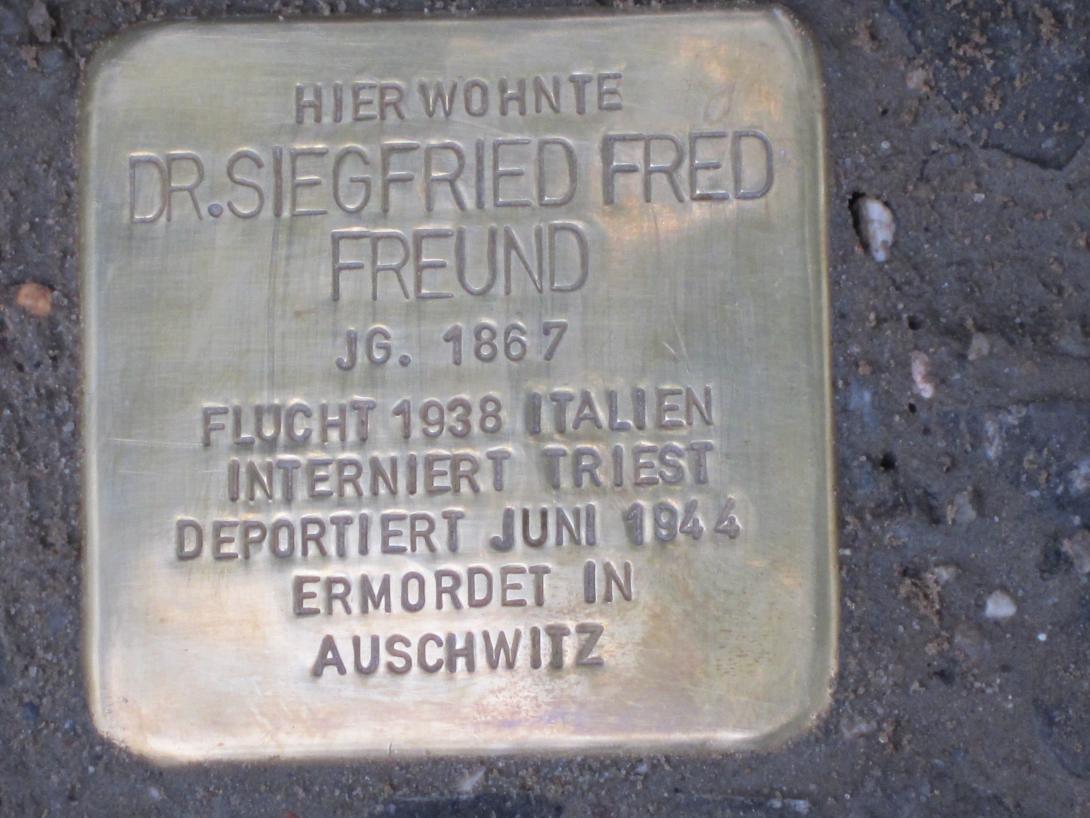 HIER WOHNTE
DR. SIEGFRIED FRED
FREUND
JG. 1867
FLUCHT 1938 ITALIEN
INTERNIERT TRIEST
DEPORTIERT JUNI 1944
ERMORDET IN
AUSCHWITZ